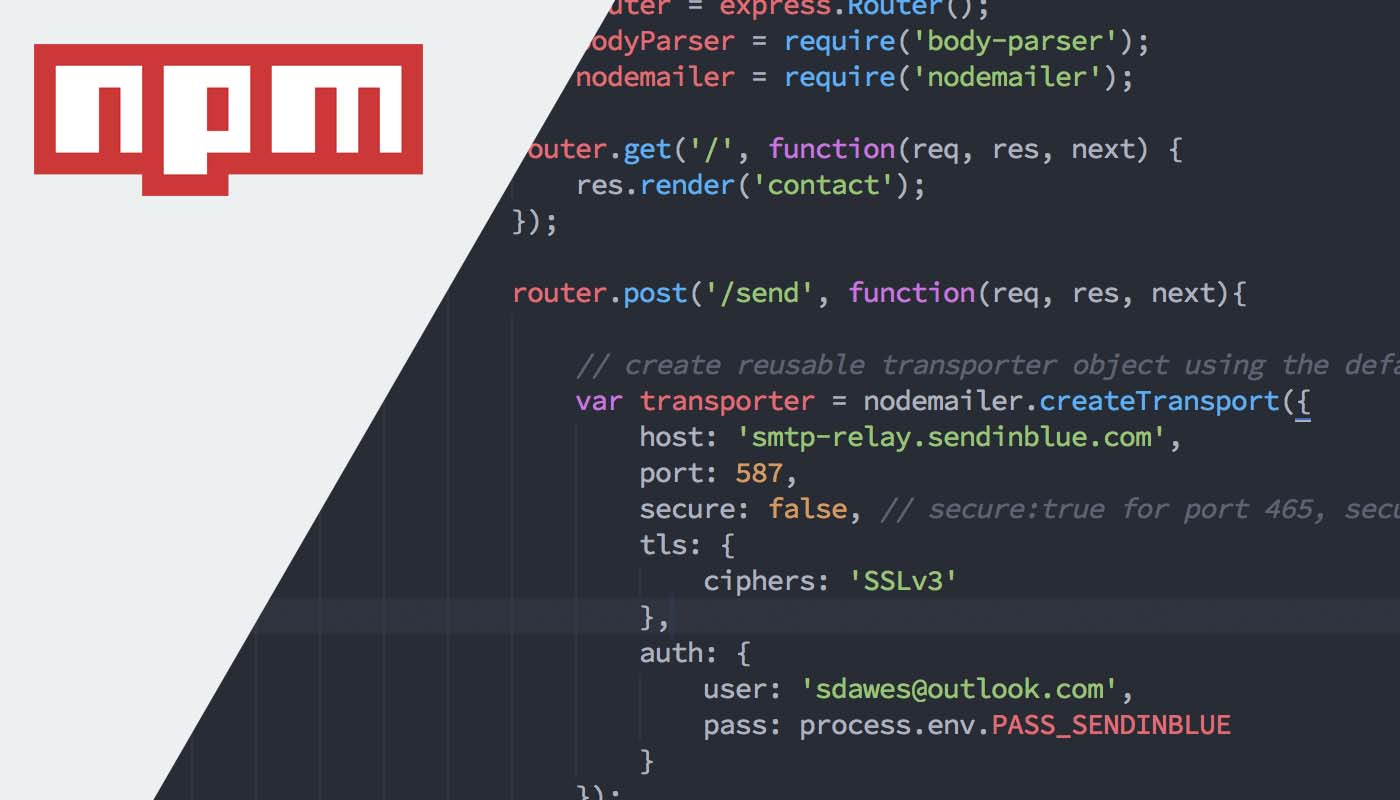 npm
uter = express.Router();
odyParser = require('body-parser');
nodemailer = require('nodemailer');
outer.get('/', function(req, res, next) {
res.render('contact');
});
router.post('/send', function(req, res, next){
// create reusable transporter object using the defa
var transporter = nodemailer.createTransport({
host: 'smtp-relay.sendinblue.com',
port: 587,
secure: false, // secure:true for port 465, secu
tls: {
ciphers: 'SSLv3'
},
auth: {
user: 'sdawes@outlook.com',
pass: process.env.PASS_SENDINBLUE
}
});